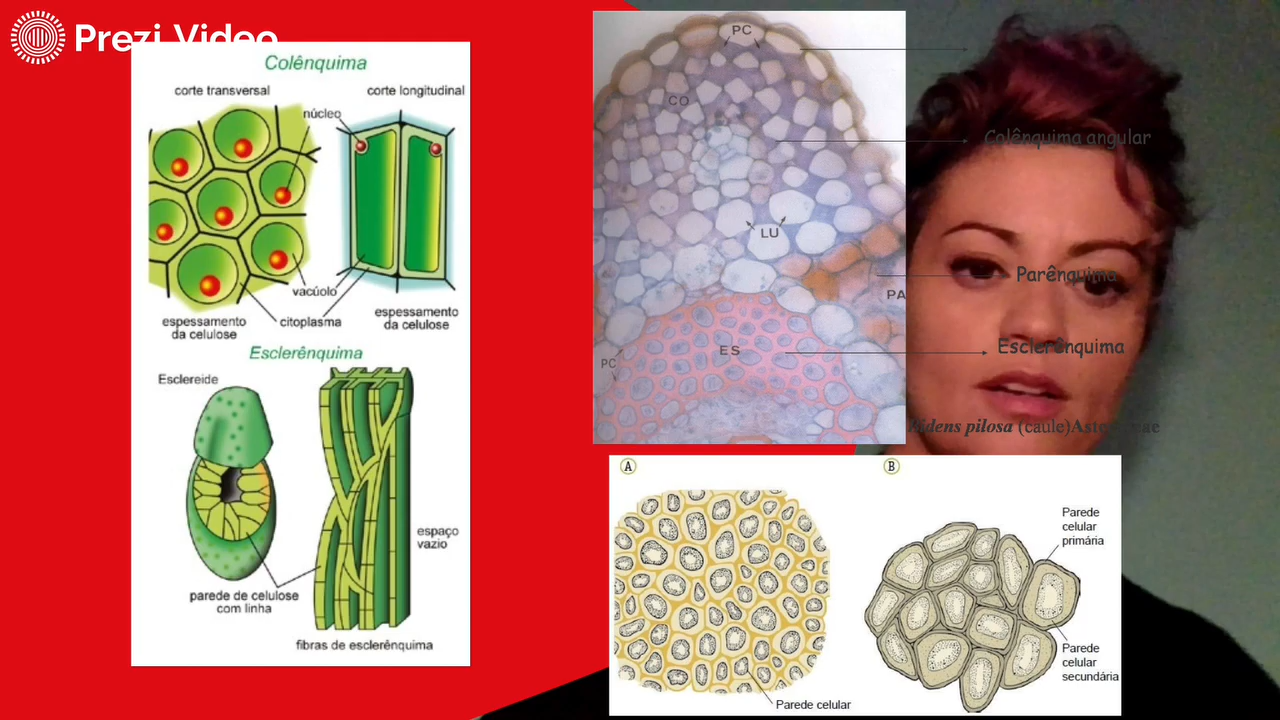 Prezi Video
Colênquima
corte transversal
corte longitudinal
núcleo
vacúolo
espessamento
da celulose
citoplasma
espessamento
da celulose
Esclerênquima
Esclereide
espaço
vazio
parede de celulose
com linha
fibras de esclerênquima
PC
CO
Colênquima angular
LU
Parênquima
PA
Esclerênquima
ES
PC
pilosa (caule)
A
B
Parede
celular
primária
Parede
celular
secundária
Parede celular